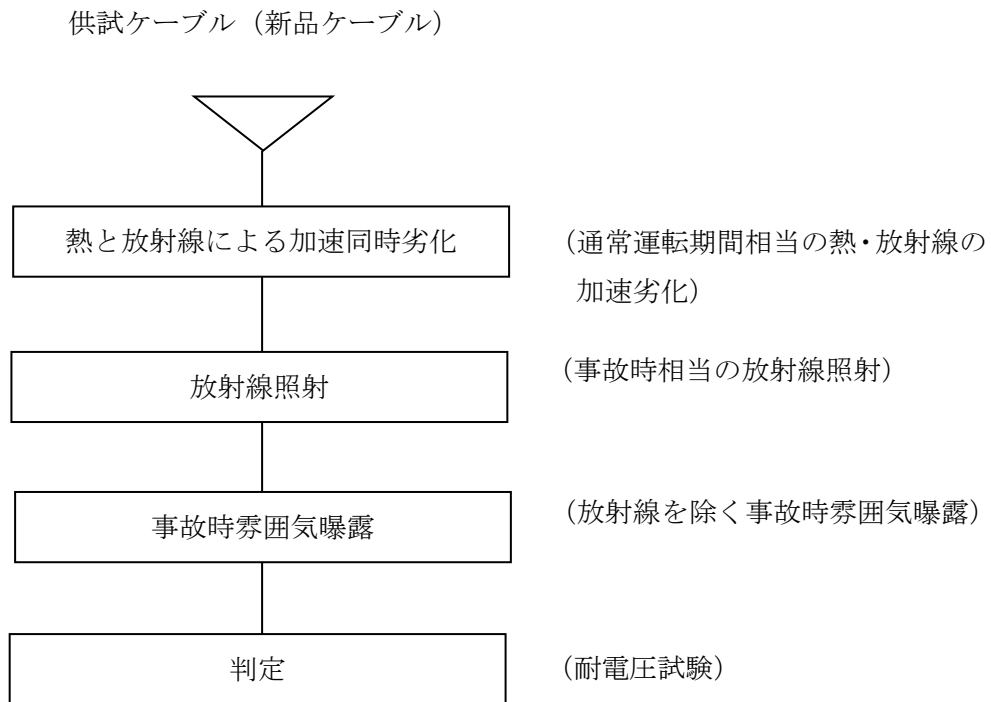 供試ケーブル（新品ケーブル）
熱と放射線による加速同時劣化
（通常運転期間相当の熱・放射線の
加速劣化）
放射線照射
（事故時相当の放射線照射）
事故時雰囲気曝露
（放射線を除く事故時雰囲気曝露）
判定
（耐電圧試験）